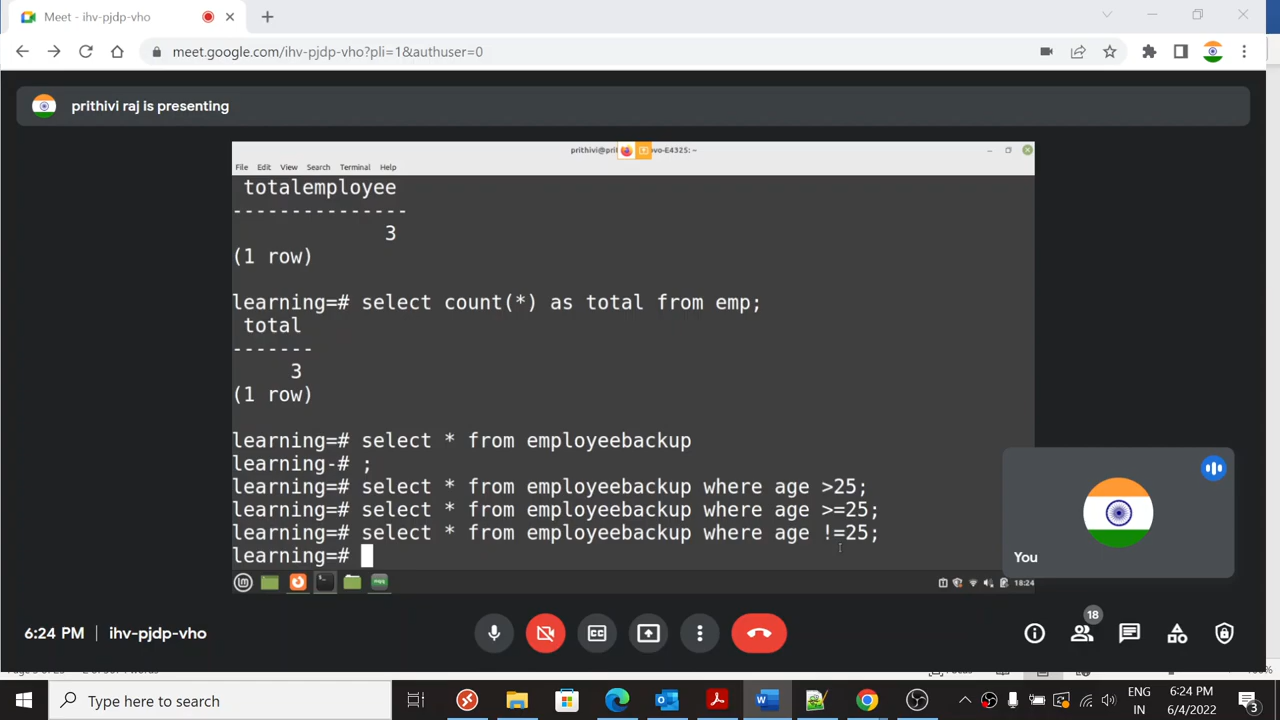 Meet - ihv-pjdp-vho
meet.google.com/ihv-pjdp-vho?pli=1&authuser=0
prithivi raj is presenting
File Edit View Search Terminal Help
totalemployee
---------------
3
(1 row)
learning=# select count(*) as total from emp;
total
-------
3
(1 row)
learning=# select * from employeebackup
learning-# ;
learning=# select * from employeebackup where age >25;
learning=# select * from employeebackup where age >=25;
learning=# select * from employeebackup where age !=25;
learning=#
You
18:24
6:24 PM | ihv-pjdp-vho
18
Type here to search
ENG
IN
6:24 PM
6/4/2022
3